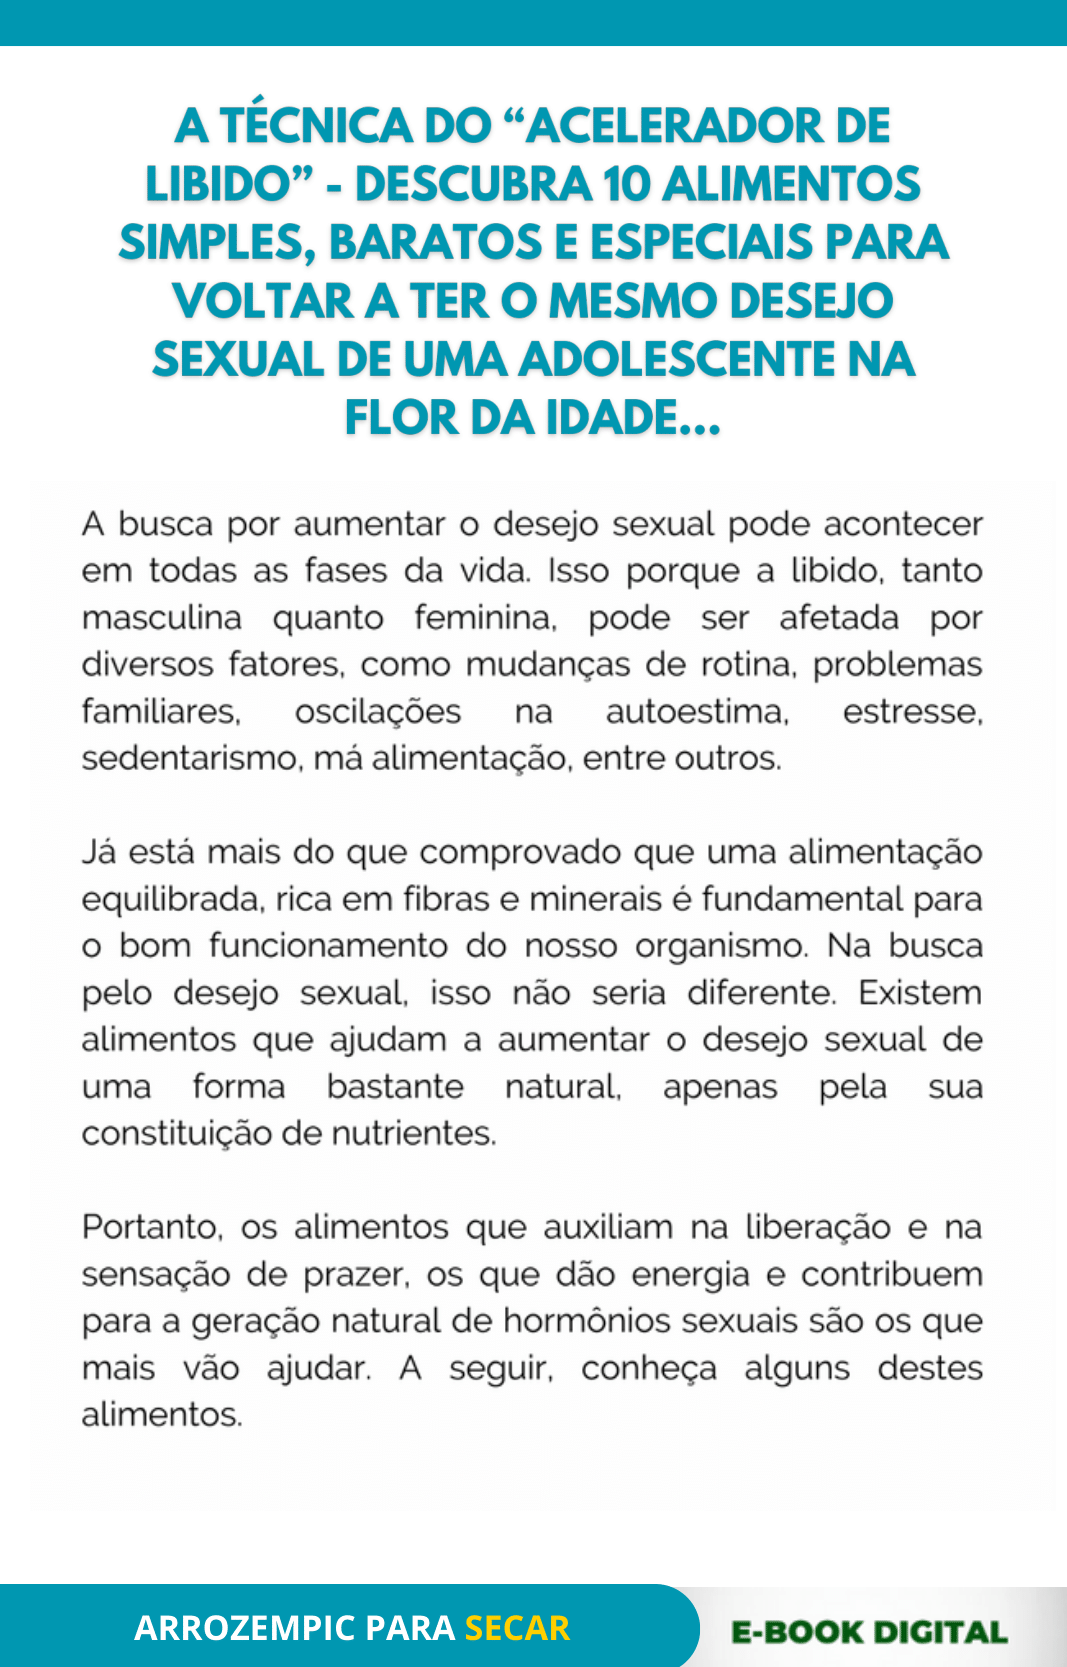 A TÉCNICA DO “ACELERADOR DE
LIBIDO” - DESCUBRA 10 ALIMENTOS
SIMPLES, BARATOS E ESPECIAIS PARA
VOLTAR A TER O MESMO DESEJO
SEXUAL DE UMA ADOLESCENTE NA
FLOR DA IDADE...
A busca por aumentar o desejo sexual pode acontecer
em todas as fases da vida. Isso porque a libido, tanto
masculina quanto feminina, pode ser afetada por
diversos fatores, como mudanças de rotina, problemas
familiares, oscilações na autoestima, estresse,
sedentarismo, má alimentação, entre outros.
Já está mais do que comprovado que uma alimentação
equilibrada, rica em fibras e minerais é fundamental para
o bom funcionamento do nosso organismo. Na busca
pelo desejo sexual, isso não seria diferente. Existem
alimentos que ajudam a aumentar o desejo sexual de
uma forma bastante natural, apenas pela sua
constituição de nutrientes.
Portanto, os alimentos que auxiliam na liberação e na
sensação de prazer, os que dão energia e contribuem
para a geração natural de hormônios sexuais são os que
mais vão ajudar. A seguir, conheça alguns destes
alimentos.
ARROZEMPIC PARA SECAR
E-BOOK DIGITAL